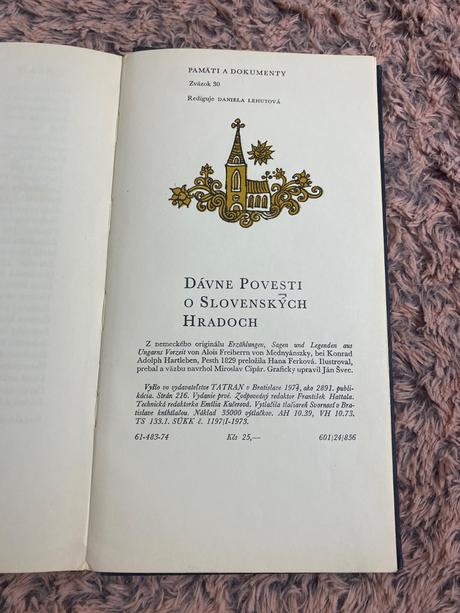 PAMÄTI A DOKUMENTY
Zväzok 30
Rediguje DANIELA LEHUTOVÁ
DÁVNE POVESTI
O SLOVENSKÝCH
HRADOCH
Z nemeckého originálu Erzählungen, Sagen und Legenden aus
Ungarns Vorzeit von Alois Freiherrn von Mednyánszky, bei Konrad
Adolph Hartleben, Pesth 1829 preložila Hana Ferková. Ilustroval,
prebal a väzbu navrhol Miroslav Cipár. Graficky upravil Ján Švec.
Vyšlo vo vydavateľstve TATRAN v Bratislave 1974, ako 2891. publi-
kácia. Strán 216. Vydanie prvé. Zodpovedný redaktor František Hattala.
Technická redaktorka Emília Kučerová. Vytlačila tlačiareň Svornosť v Bra-
tislave kníhtlačou. Náklad 35000 výtlačkov. AH 10.39, VH 10.73.
TS 133.1. SÚKK č. 1197/I-1973.
61-483-74 Kčs 25,— 601/24/856